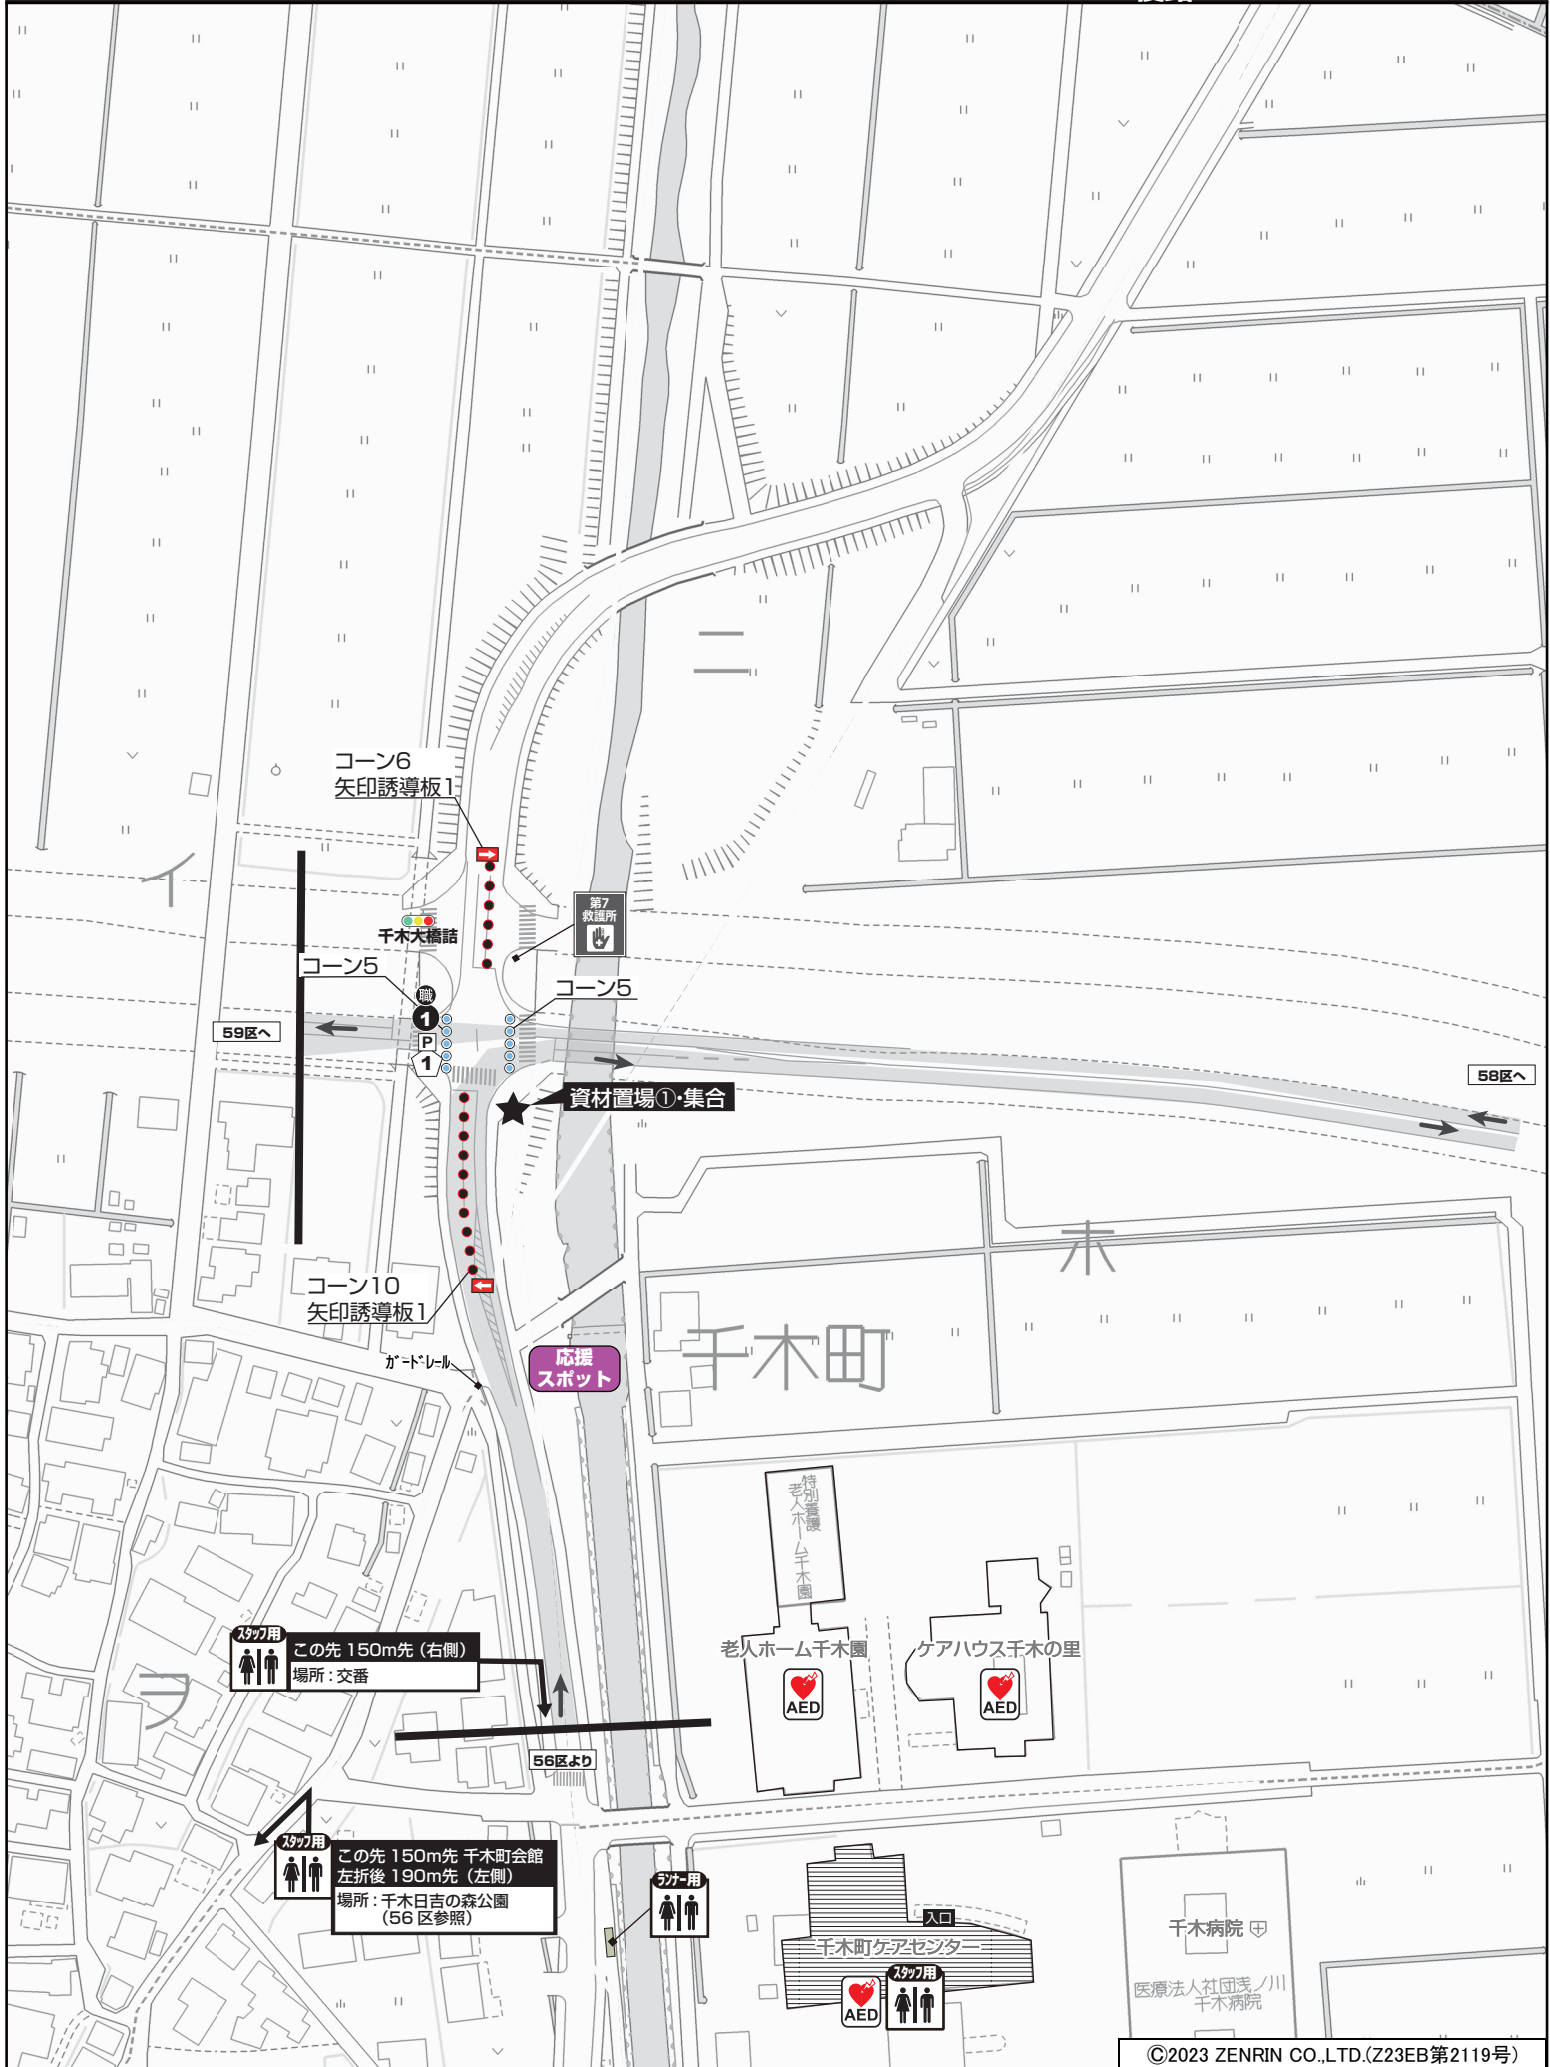 ニ
コーン6
矢印誘導板1
イ
第7
救護所
千木大橋詰
コーン5
コーン5
職
1
P
1
59区へ
58区へ
資材置場①・集合
木
コーン10
矢印誘導板1
千木町
応援
スポット
ガードレール
特別養護
老人ホーム千木園
老人ホーム千木園
AED
ケアハウス千木の里
AED
スタッフ用
この先 150m先 (右側)
場所:交番
ヲ
56区より
スタッフ用
この先 150m先 千木町会館
左折後 190m先 (左側)
場所:千木日吉の森公園
(56 区参照)
ランナー用
入口
千木町ケアセンター
AED
スタッフ用
千木病院
医療法人社団浅ノ川
千木病院
©2023 ZENRIN CO.,LTD.(Z23EB第2119号)